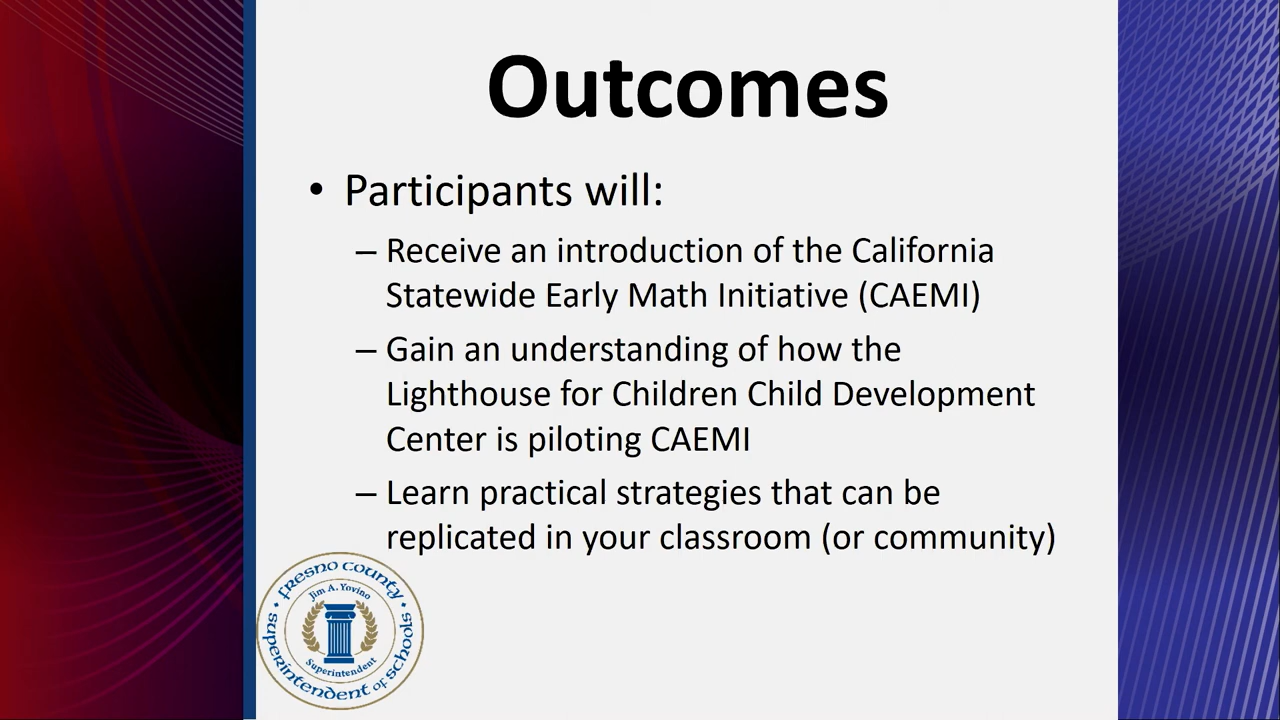 Outcomes
• Participants will:
– Receive an introduction of the California
Statewide Early Math Initiative (CAEMI)
– Gain an understanding of how the
Lighthouse for Children Child Development
Center is piloting CAEMI
– Learn practical strategies that can be
replicated in your classroom (or community)
Fresno County
Superintendent of Schools
Jim A. Yovino
Superintendent